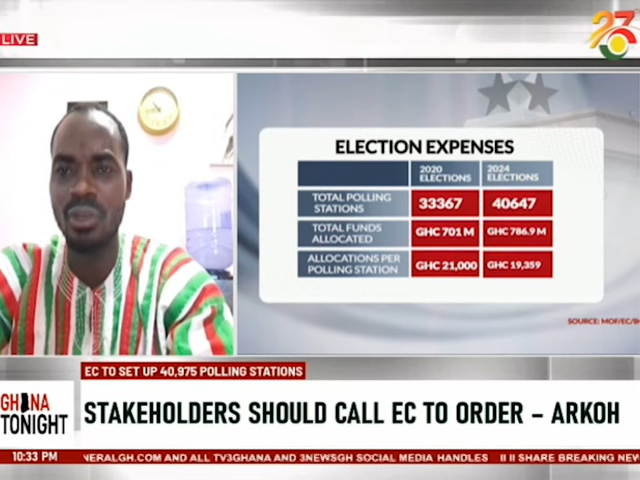 LIVE
23
ELECTION EXPENSES
2020 ELECTIONS
2024 ELECTIONS
TOTAL POLLING STATIONS
33367
40647
TOTAL FUNDS ALLOCATED
GHC 701 M
GHC 786.9 M
ALLOCATIONS PER POLLING STATION
GHC 21,000
GHC 19,359
SOURCE: MOF/EC/
EC TO SET UP 40,975 POLLING STATIONS
GHANA TONIGHT
STAKEHOLDERS SHOULD CALL EC TO ORDER – ARKOH
10:33 PM
NERALGH.COM AND ALL TV3GHANA AND 3NEWSGH SOCIAL MEDIA HANDLES
SHARE BREAKING NEW